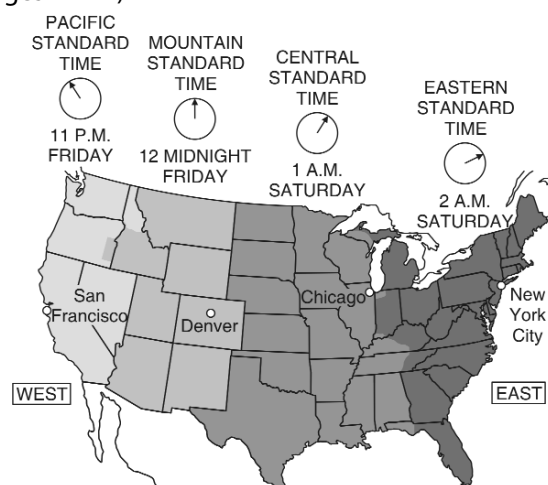 PACIFIC
STANDARD
TIME
11 P.M.
FRIDAY
MOUNTAIN
STANDARD
TIME
12 MIDNIGHT
FRIDAY
CENTRAL
STANDARD
TIME
1 A.M.
SATURDAY
EASTERN
STANDARD
TIME
2 A.M.
SATURDAY
San
Francisco
Denver
Chicago
New
York
City
WEST
EAST